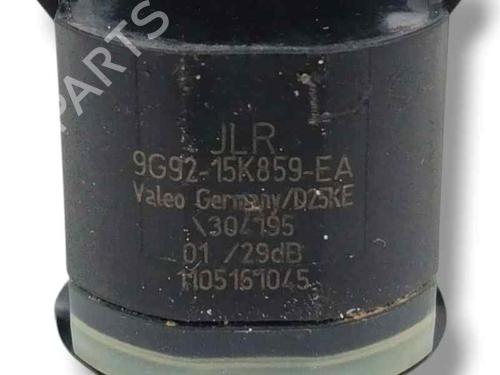 PARTS
JLR
9G92-15K859-EA
Valeo Germany/D25KE
\304195
01 /29dB
1105161045